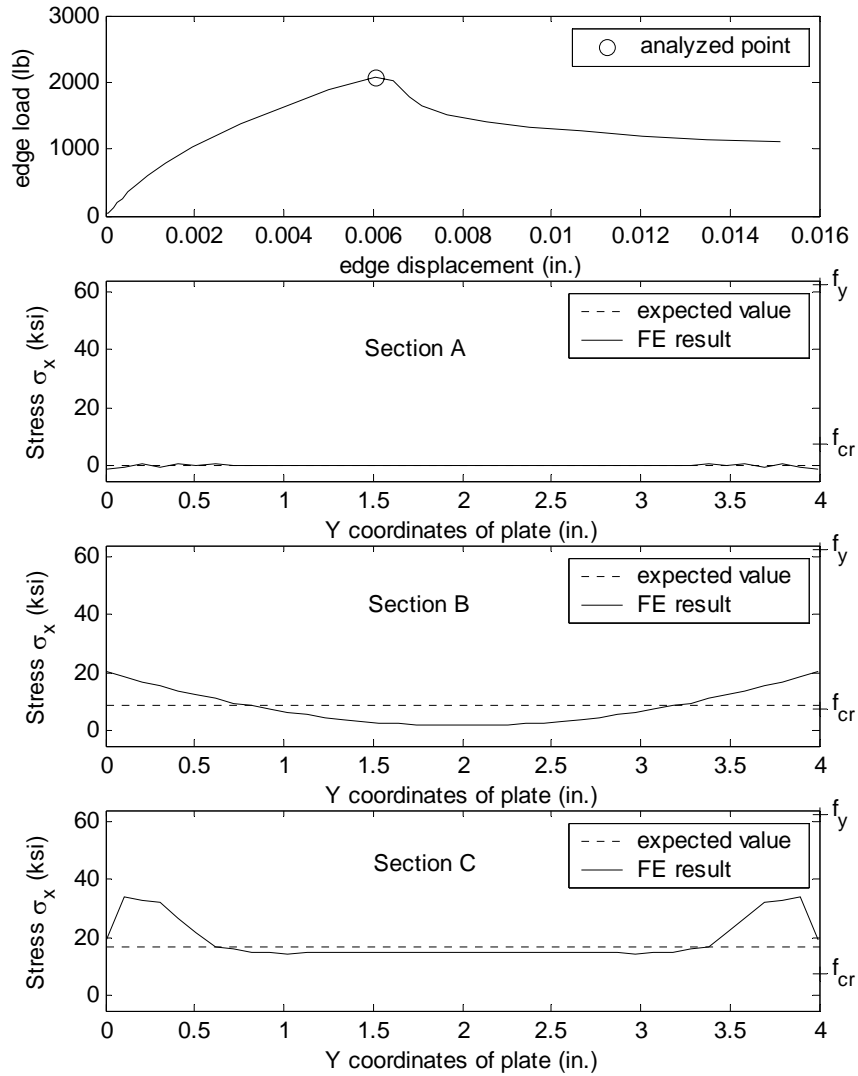 3000
2000
1000
0
edge load (lb)
analyzed point
0 0.002 0.004 0.006 0.008 0.01 0.012 0.014 0.016
edge displacement (in.)
60
40
20
0
Stress σx (ksi)
Section A
expected value
FE result
fy
fcr
0 0.5 1 1.5 2 2.5 3 3.5 4
Y coordinates of plate (in.)
60
40
20
0
Stress σx (ksi)
Section B
expected value
FE result
fy
fcr
0 0.5 1 1.5 2 2.5 3 3.5 4
Y coordinates of plate (in.)
60
40
20
0
Stress σx (ksi)
Section C
expected value
FE result
fy
fcr
0 0.5 1 1.5 2 2.5 3 3.5 4
Y coordinates of plate (in.)